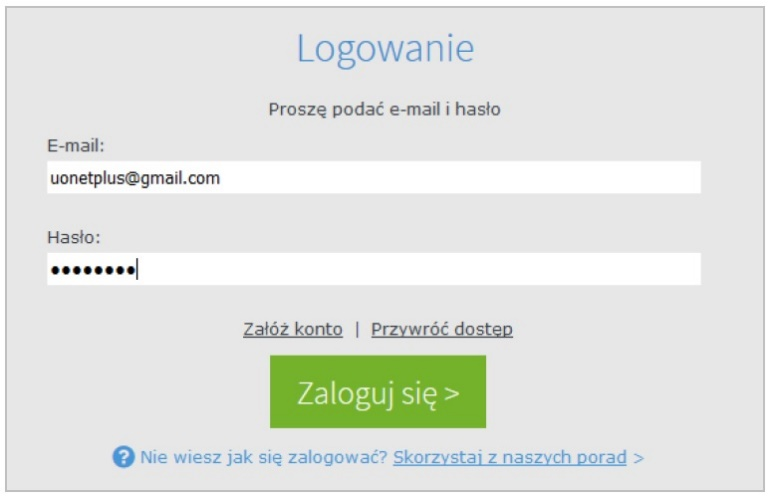 Logowanie
Proszę podać e-mail i hasło
E-mail:
uonetplus@gmail.com
Hasło:
••••••••
Załóż konto | Przywróć dostęp
Zaloguj się >
? Nie wiesz jak się zalogować? Skorzystaj z naszych porad >